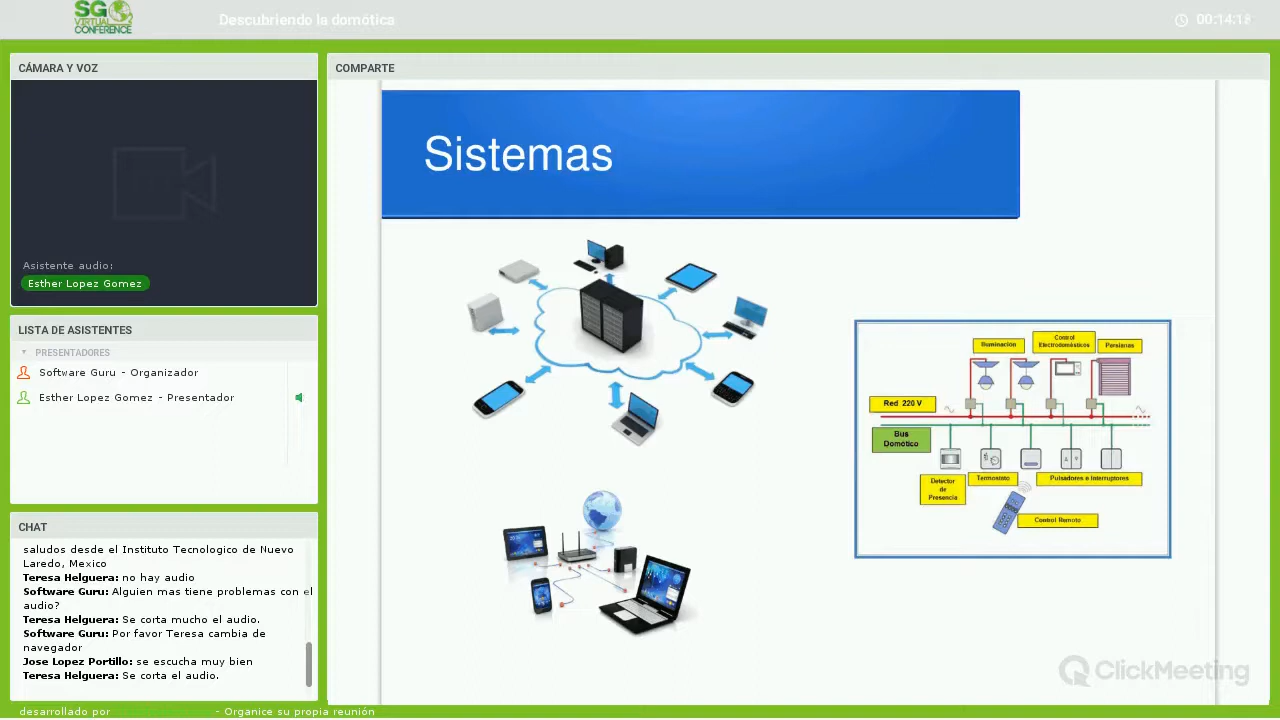 SG
VIRTUAL
CONFERENCE
Descubriendo la domótica
00:14:18
CÁMARA Y VOZ
Asistente audio:
Esther Lopez Gomez
LISTA DE ASISTENTES
PRESENTADORES
Software Guru - Organizador
Esther Lopez Gomez - Presentador
CHAT
saludos desde el Instituto Tecnologico de Nuevo
Laredo, Mexico
Teresa Helguera: no hay audio
Software Guru: Alguien mas tiene problemas con el
audio?
Teresa Helguera: Se corta mucho el audio.
Software Guru: Por favor Teresa cambia de
navegador
Jose Lopez Portillo: se escucha muy bien
Teresa Helguera: Se corta el audio.
COMPARTE
Sistemas
Iluminación
Control
Electrodomésticos
Persianas
Red 220 V
Bus
Domótico
Detector
de
Presencia
Termostato
Pulsadores e Interruptores
Control Remoto
ClickMeeting
desarrollado por - Organice su propia reunión